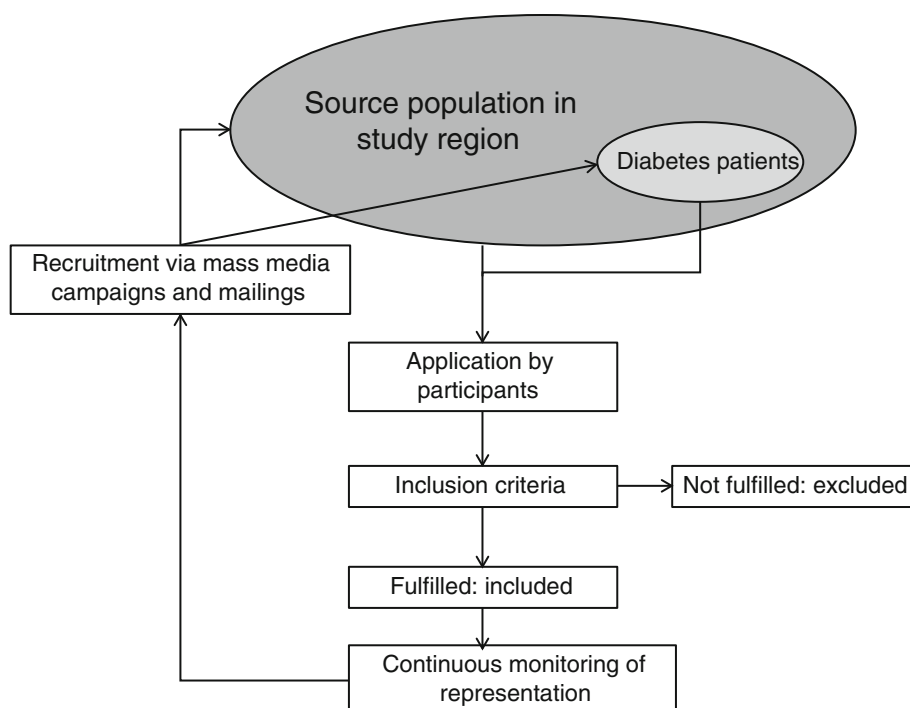 Source population in
study region
Diabetes patients
Recruitment via mass media
campaigns and mailings
Application by
participants
Inclusion criteria
Not fulfilled: excluded
Fulfilled: included
Continuous monitoring of
representation